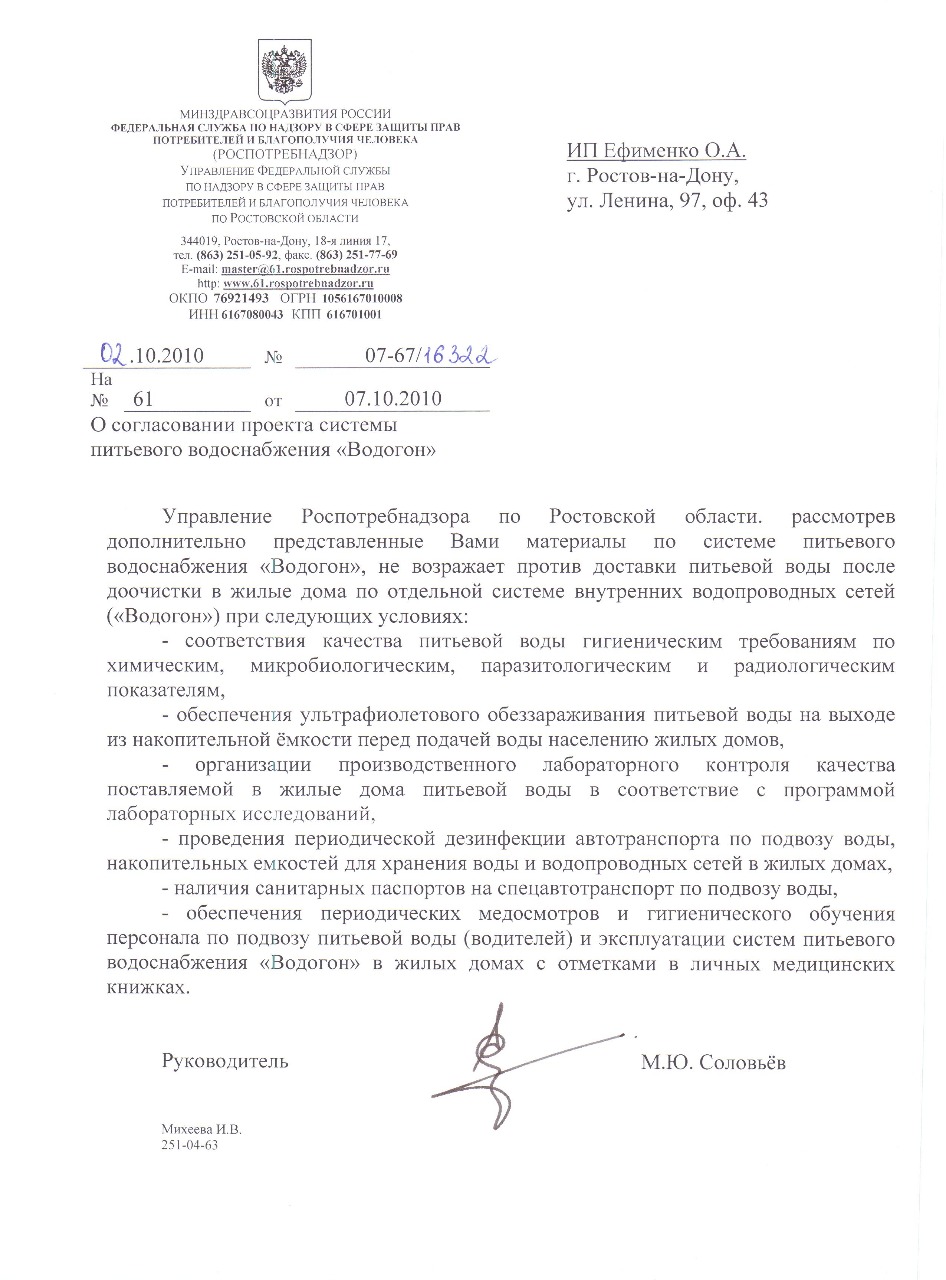 МИНЗДРАВСОЦРАЗВИТИЯ РОССИИ
ФЕДЕРАЛЬНАЯ СЛУЖБА ПО НАДЗОРУ В СФЕРЕ ЗАЩИТЫ ПРАВ
ПОТРЕБИТЕЛЕЙ И БЛАГОПОЛУЧИЯ ЧЕЛОВЕКА
(РОСПОТРЕБНАДЗОР)
УПРАВЛЕНИЕ ФЕДЕРАЛЬНОЙ СЛУЖБЫ
ПО НАДЗОРУ В СФЕРЕ ЗАЩИТЫ ПРАВ
ПОТРЕБИТЕЛЕЙ И БЛАГОПОЛУЧИЯ ЧЕЛОВЕКА
ПО РОСТОВСКОЙ ОБЛАСТИ
344019, Ростов-на-Дону, 18-я линия 17,
тел. (863) 251-05-92, факс. (863) 251-77-69
E-mail: master@61.rospotrebnadzor.ru
http: www.61.rospotrebnadzor.ru
ОКПО 76921493 ОГРН 1056167010008
ИНН 6167080043 КПП 616701001
ИП Ефименко О.А.
г. Ростов-на-Дону,
ул. Ленина, 97, оф. 43
02.10.2010 № 07-67/16322
На
№ 61 от 07.10.2010
О согласовании проекта системы
питьевого водоснабжения «Водогон»
Управление Роспотребнадзора по Ростовской области. рассмотрев
дополнительно представленные Вами материалы по системе питьевого
водоснабжения «Водогон», не возражает против доставки питьевой воды после
доочистки в жилые дома по отдельной системе внутренних водопроводных сетей
(«Водогон») при следующих условиях:
- соответствия качества питьевой воды гигиеническим требованиям по
химическим, микробиологическим, паразитологическим и радиологическим
показателям,
- обеспечения ультрафиолетового обеззараживания питьевой воды на выходе
из накопительной ёмкости перед подачей воды населению жилых домов,
- организации производственного лабораторного контроля качества
поставляемой в жилые дома питьевой воды в соответствие с программой
лабораторных исследований,
- проведения периодической дезинфекции автотранспорта по подвозу воды,
накопительных емкостей для хранения воды и водопроводных сетей в жилых домах,
- наличия санитарных паспортов на спецавтотранспорт по подвозу воды,
- обеспечения периодических медосмотров и гигиенического обучения
персонала по подвозу питьевой воды (водителей) и эксплуатации систем питьевого
водоснабжения «Водогон» в жилых домах с отметками в личных медицинских
книжках.
Руководитель М.Ю. Соловьёв
Михеева И.В.
251-04-63